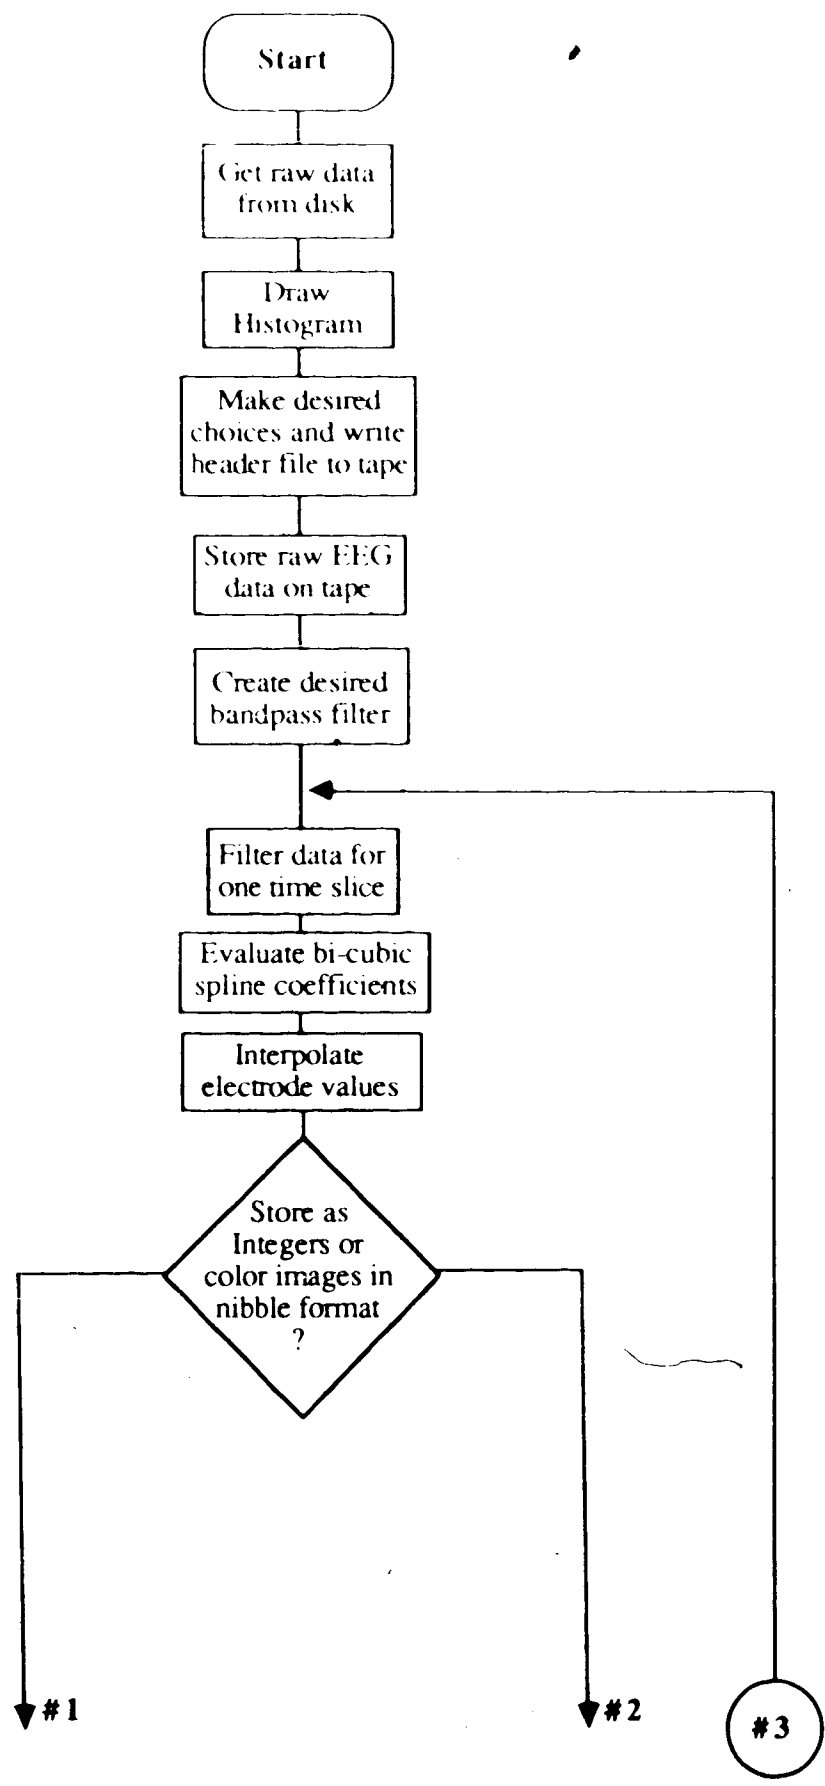 Start
Get raw data
from disk
Draw
Histogram
Make desired
choices and write
header file to tape
Store raw EEG
data on tape
Create desired
bandpass filter
Filter data for
one time slice
Evaluate bi-cubic
spline coefficients
Interpolate
electrode values
Store as
Integers or
color images in
nibble format
?
#1
#2
#3